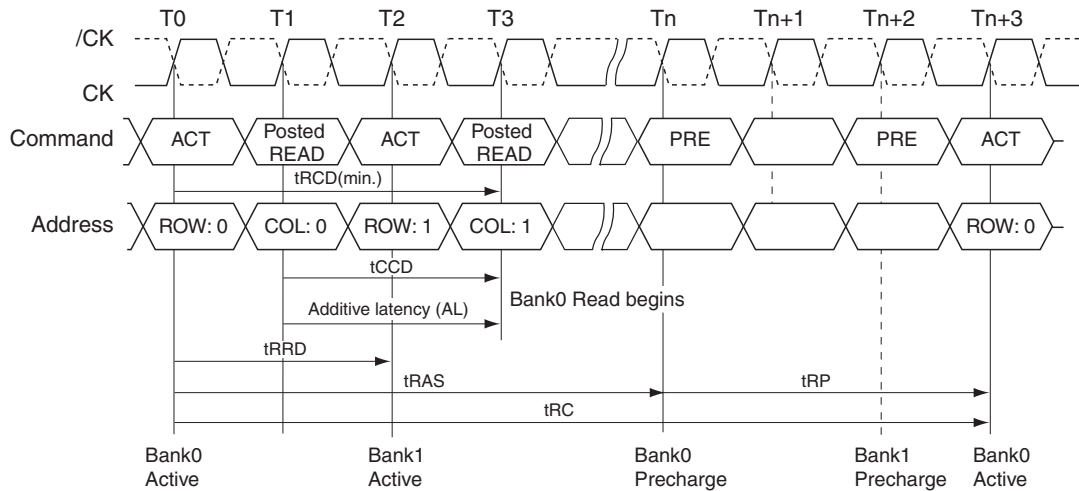 T0 T1 T2 T3 Tn Tn+1 Tn+2 Tn+3
/CK
CK
Command ACT Posted READ ACT Posted READ PRE PRE ACT
tRCD(min.)
Address ROW: 0 COL: 0 ROW: 1 COL: 1 ROW: 0
tCCD
Bank0 Read begins
Additive latency (AL)
tRRD
tRAS tRP
tRC
Bank0 Bank1 Bank0 Bank1 Bank0
Active Active Precharge Precharge Active